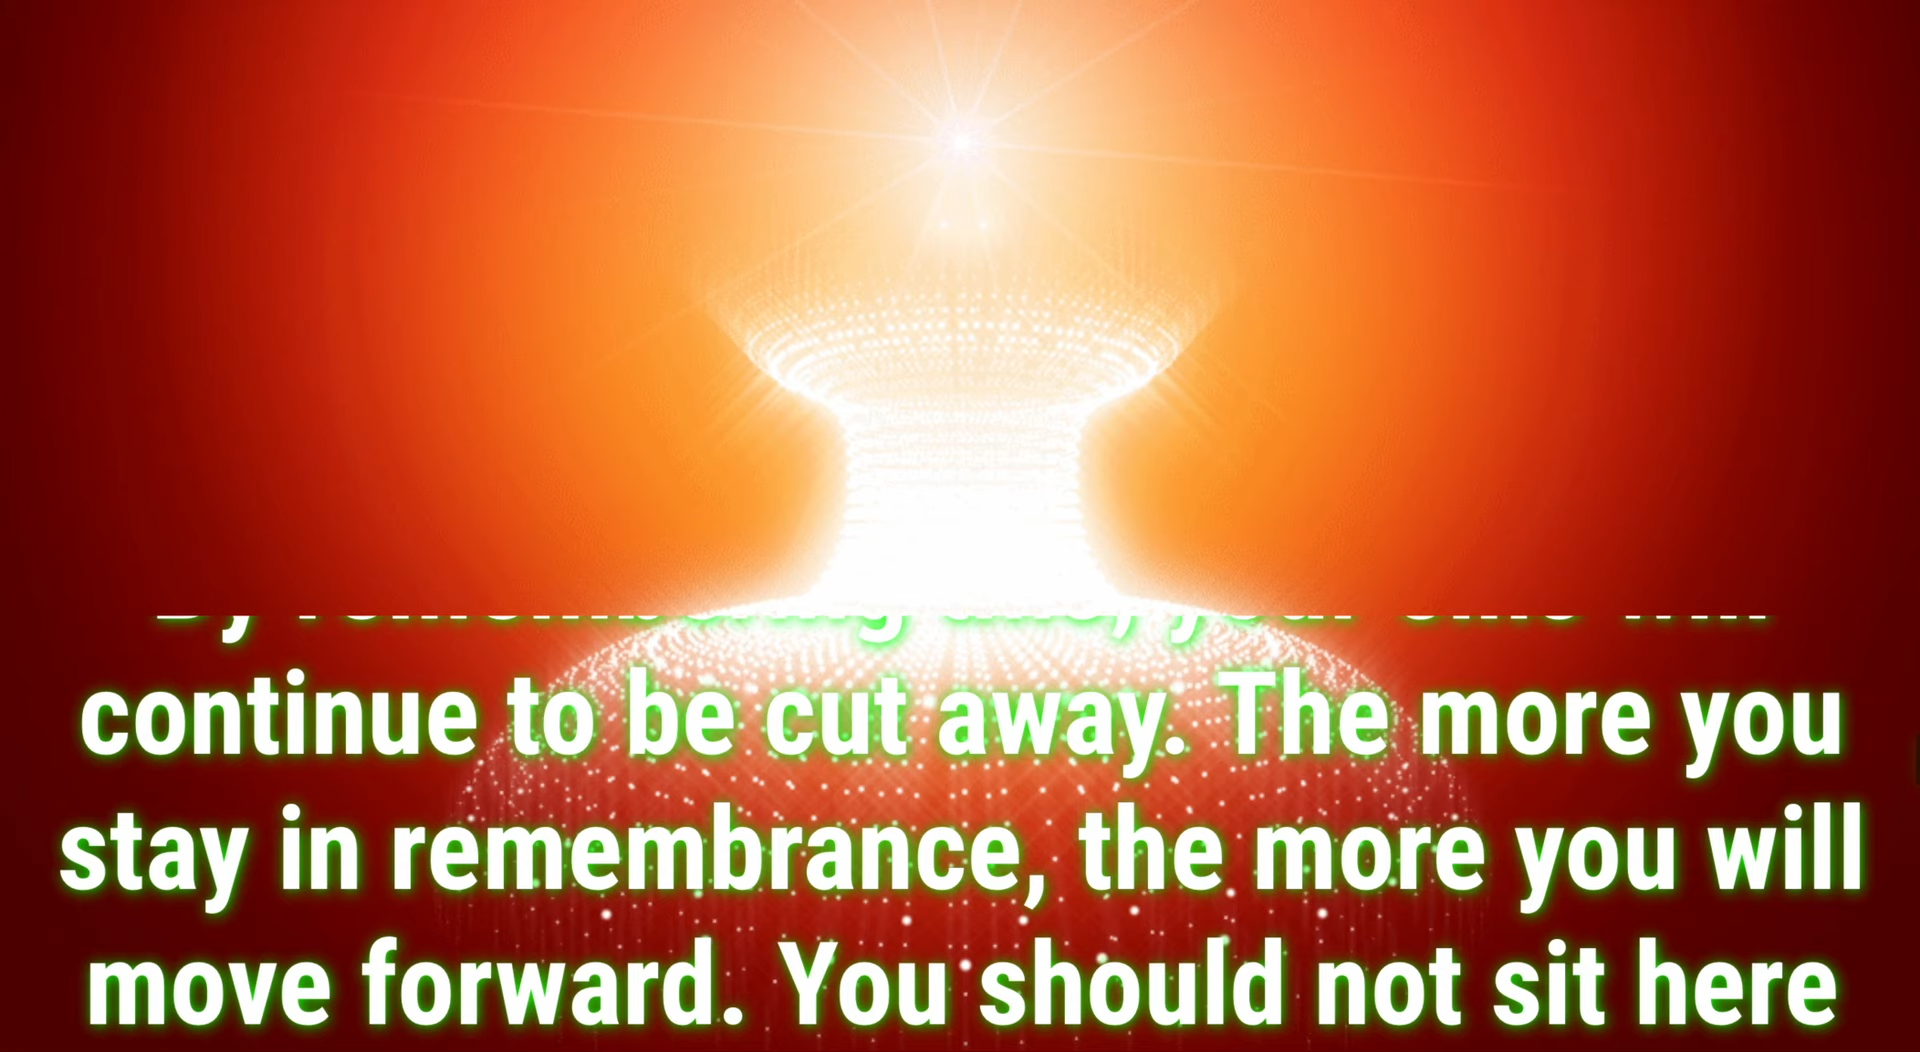 continue to be cut away. The more you
stay in remembrance, the more you will
move forward. You should not sit here